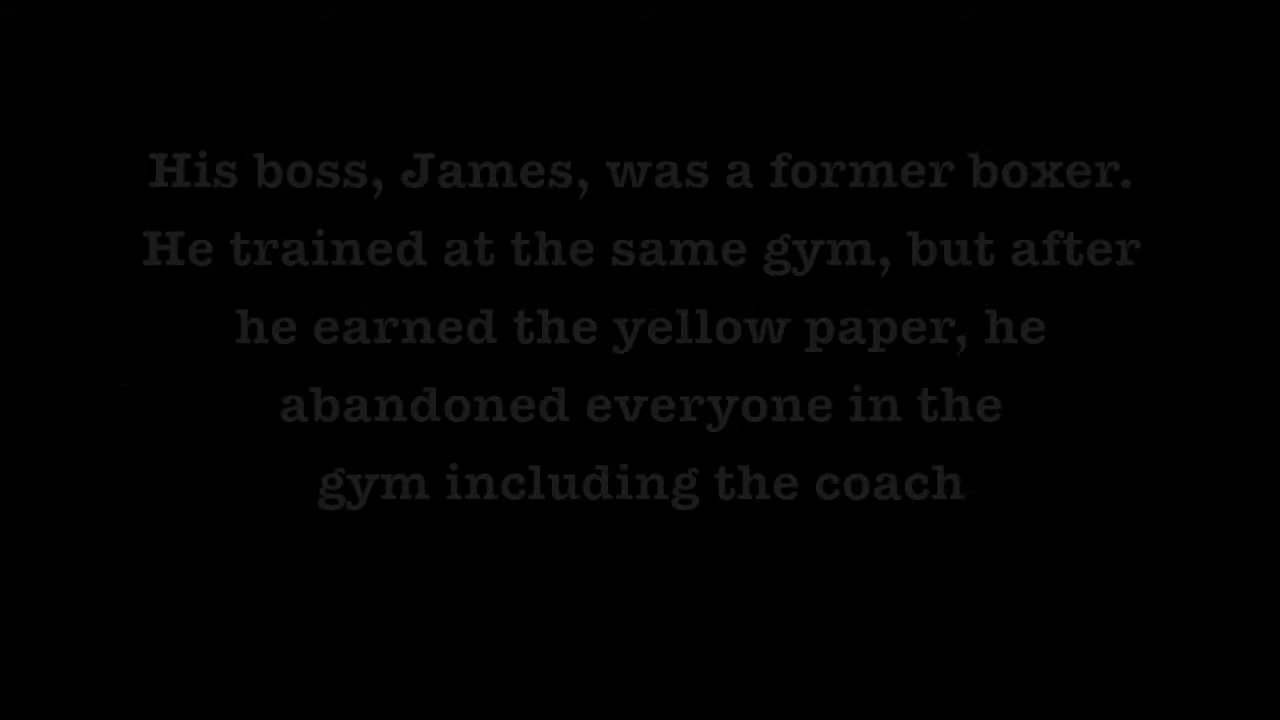 His boss, James, was a former boxer.
He trained at the same gym, but after
he earned the yellow paper, he
abandoned everyone in the
gym including the coach